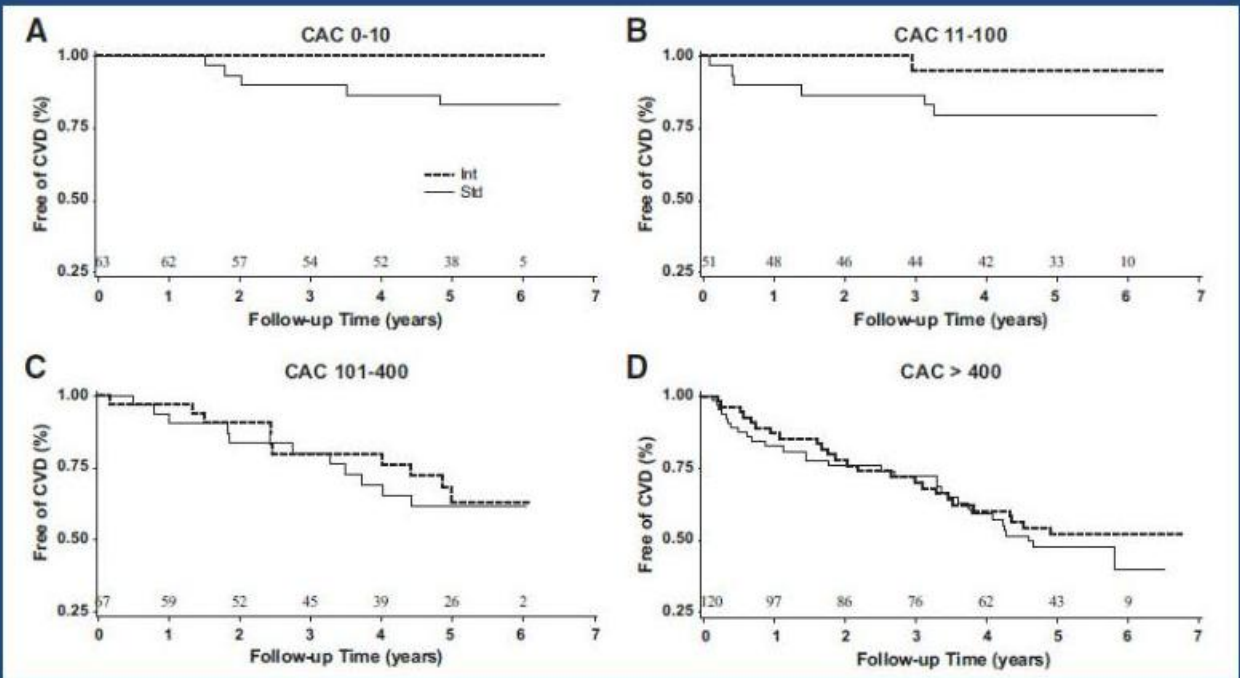 A
CAC 0-10
Free of CVD (%)
1.00
0.75
0.50
0.25
Int
Std
63 62 57 54 52 38 5
0 1 2 3 4 5 6 7
Follow-up Time (years)
B
CAC 11-100
Free of CVD (%)
1.00
0.75
0.50
0.25
51 48 46 44 42 33 10
0 1 2 3 4 5 6 7
Follow-up Time (years)
C
CAC 101-400
Free of CVD (%)
1.00
0.75
0.50
0.25
59 52 45 39 26 2
0 1 2 3 4 5 6 7
Follow-up Time (years)
D
CAC > 400
Free of CVD (%)
1.00
0.75
0.50
0.25
120 97 86 76 62 43 9
0 1 2 3 4 5 6 7
Follow-up Time (years)